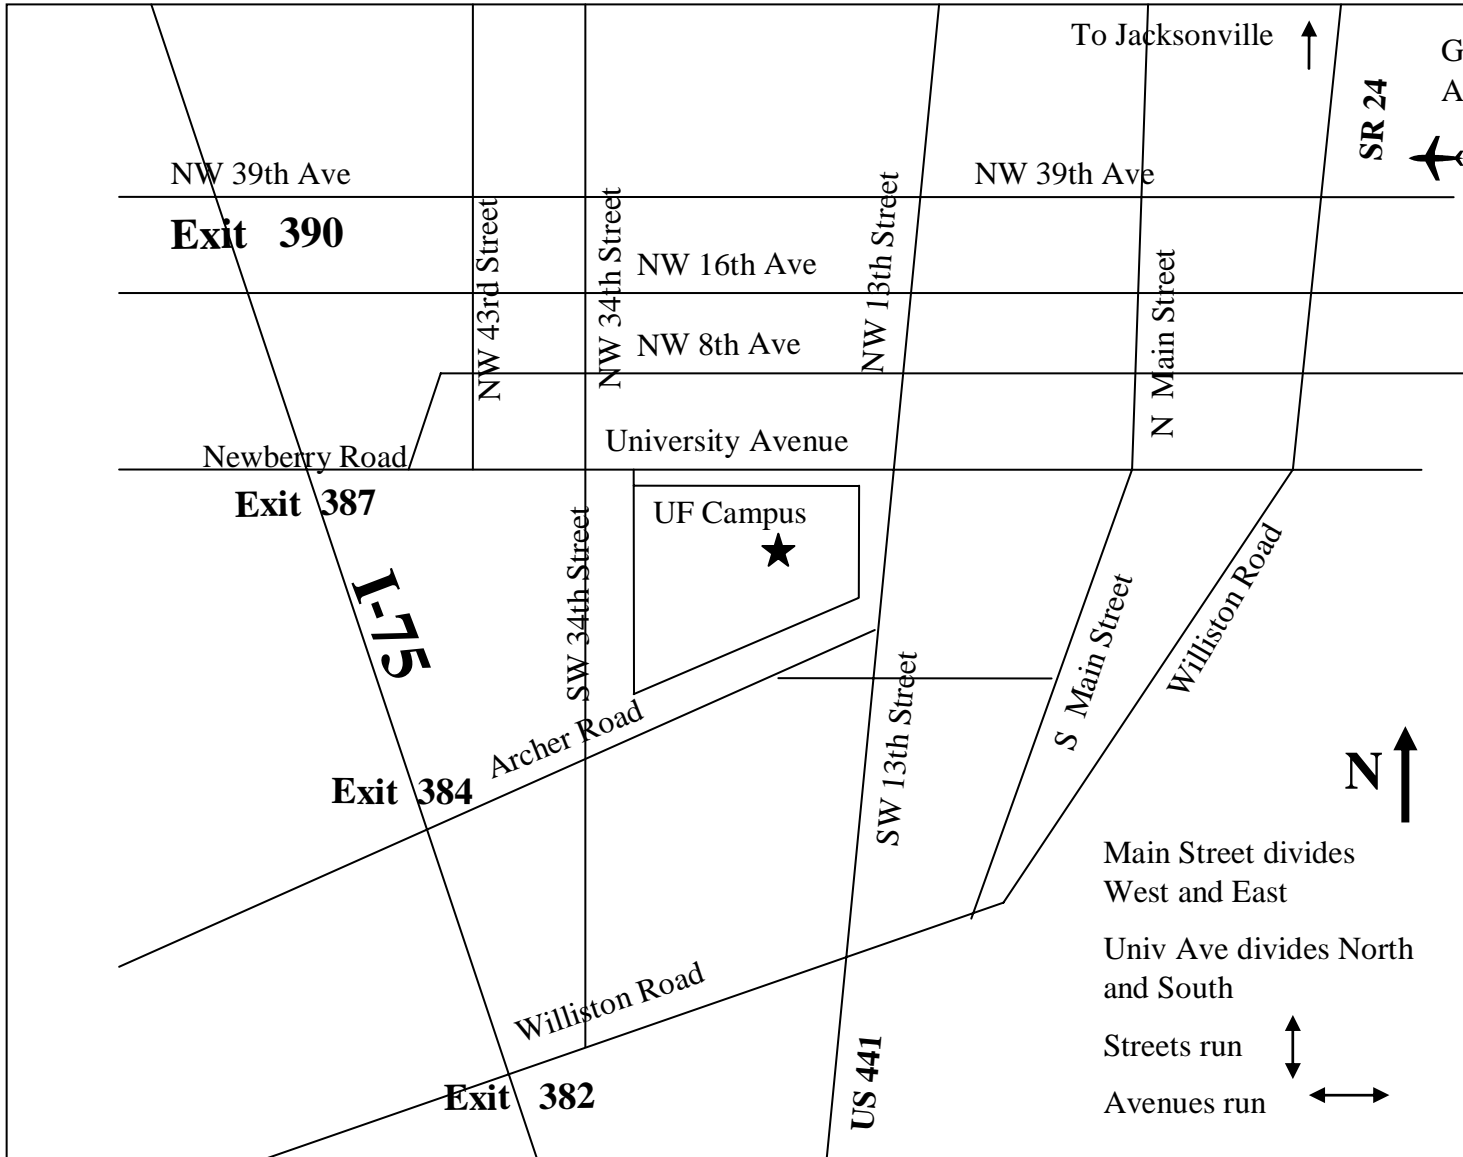 To Jacksonville
G
A
SR 24
NW 39th Ave
NW 39th Ave
Exit 390
NW 43rd Street
NW 34th Street
NW 16th Ave
NW 13th Street
N Main Street
NW 8th Ave
University Avenue
Newberry Road
Exit 387
UF Campus
I-75
SW 34th Street
S Main Street
Williston Road
SW 13th Street
Archer Road
Exit 384
N
Main Street divides
West and East
Univ Ave divides North
and South
Streets run
Avenues run
Williston Road
Exit 382
US 441